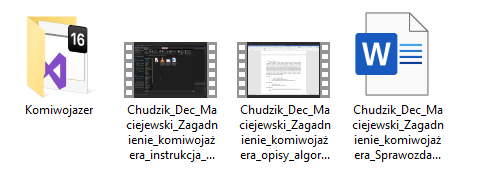 16
Komiwojazer
Chudzik_Dec_Ma
ciejewski_Zagadn
ienie_komiwojaż
era_instrukcja_...
Chudzik_Dec_Ma
ciejewski_Zagadn
ienie_komiwojaż
era_opisy_algor...
W
Chudzik_Dec_Ma
ciejewski_Zagadn
ienie_komiwojaż
era_Sprawozda...